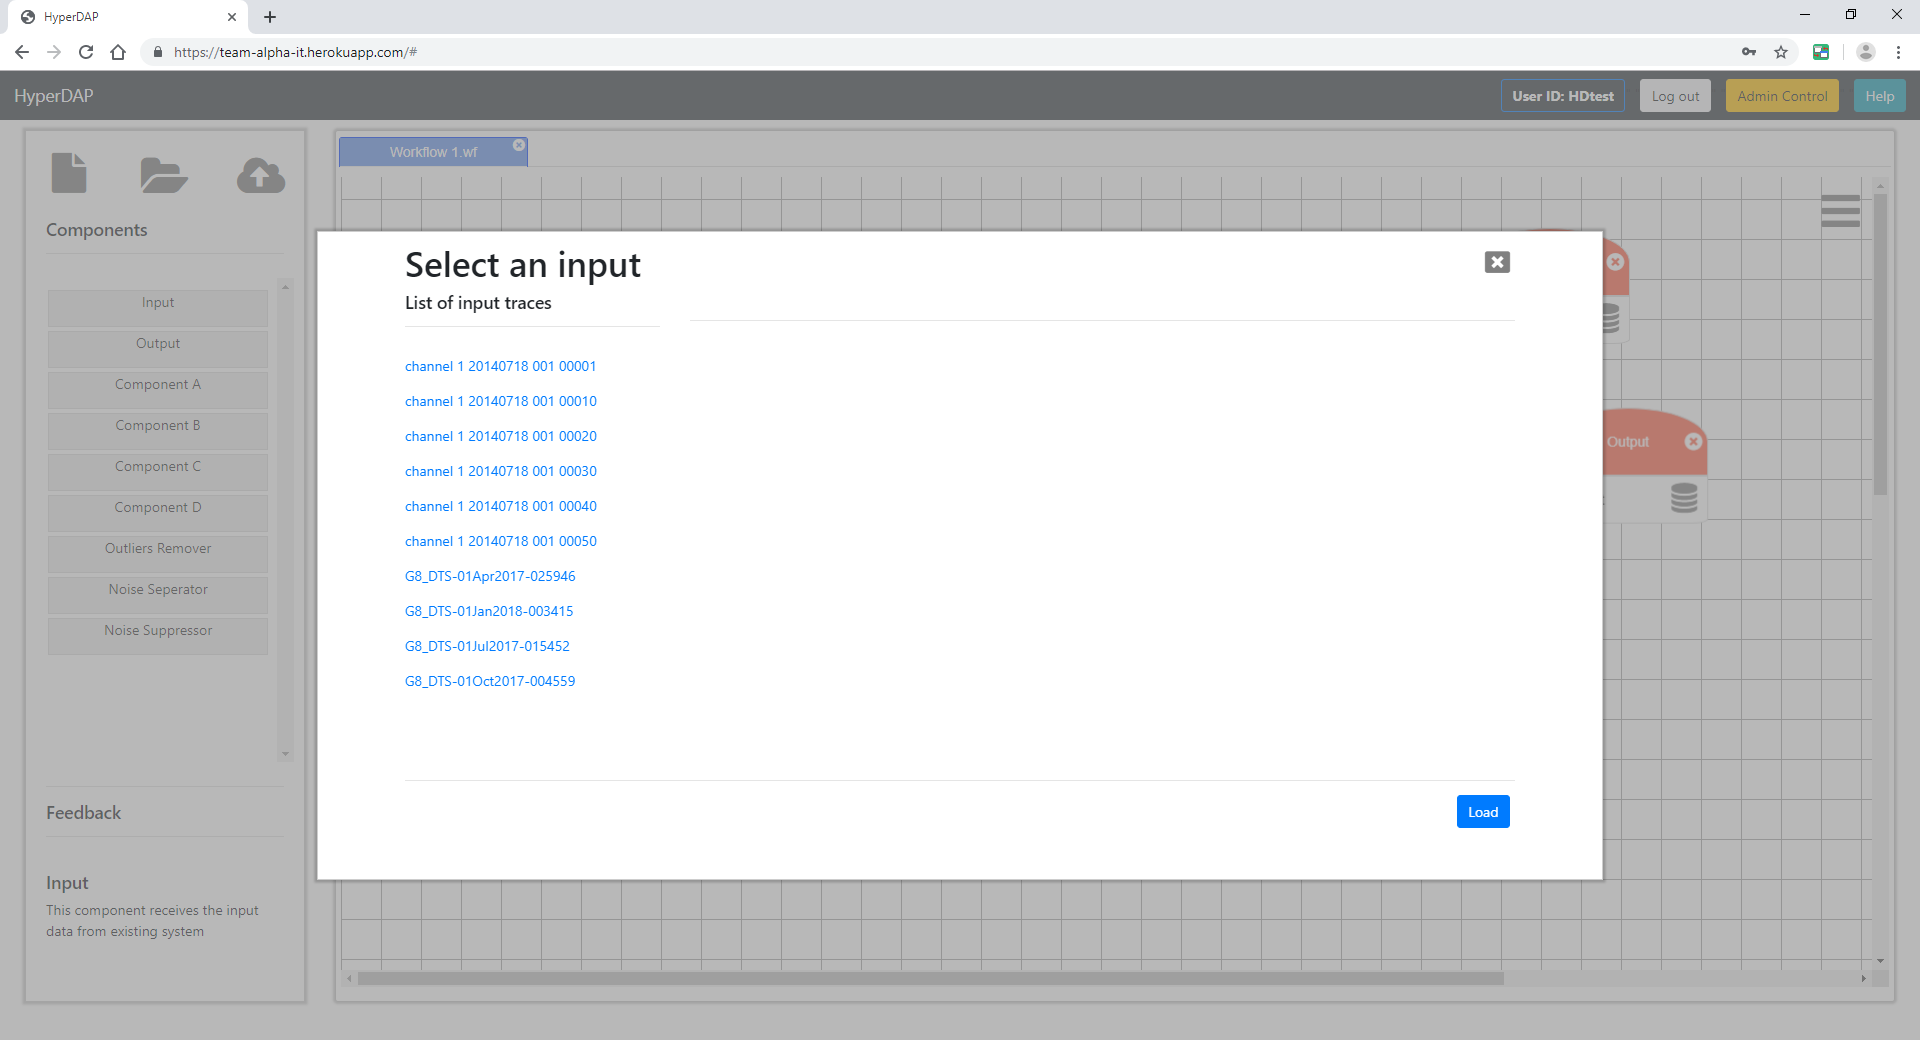 HyperDAP
https://team-alpha-it.herokuapp.com/#
HyperDAP
User ID: HDtest
Log out
Admin Control
Help
Workflow 1.wf
Components
Input
Output
Component A
Component B
Component C
Component D
Outliers Remover
Noise Seperator
Noise Suppressor
Feedback
Input
This component receives the input
data from existing system
Select an input
List of input traces
channel 1 20140718 001 00001
channel 1 20140718 001 00010
channel 1 20140718 001 00020
channel 1 20140718 001 00030
channel 1 20140718 001 00040
channel 1 20140718 001 00050
G8_DTS-01Apr2017-025946
G8_DTS-01Jan2018-003415
G8_DTS-01Jul2017-015452
G8_DTS-01Oct2017-004559
Load
Output